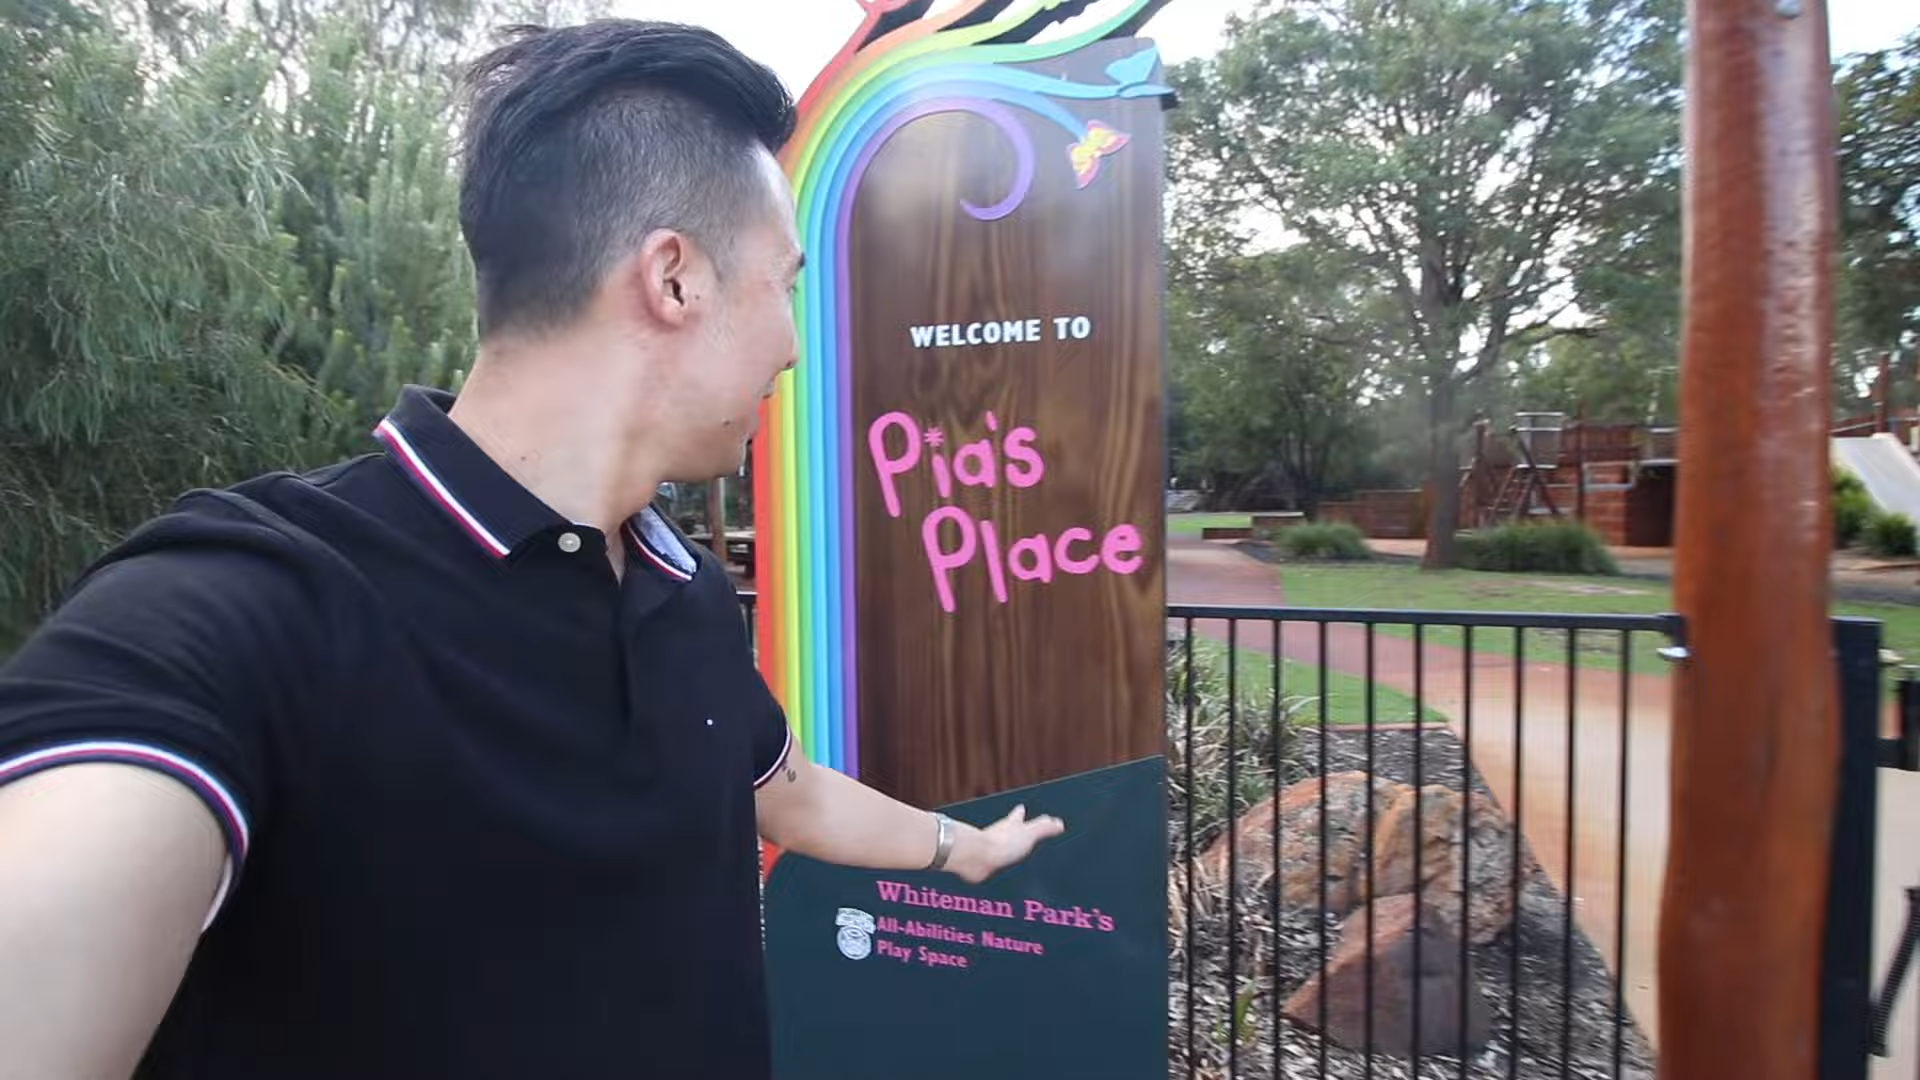 WELCOME TO
Pia's
Place
Whiteman Park's
All-Abilities Nature
Play Space